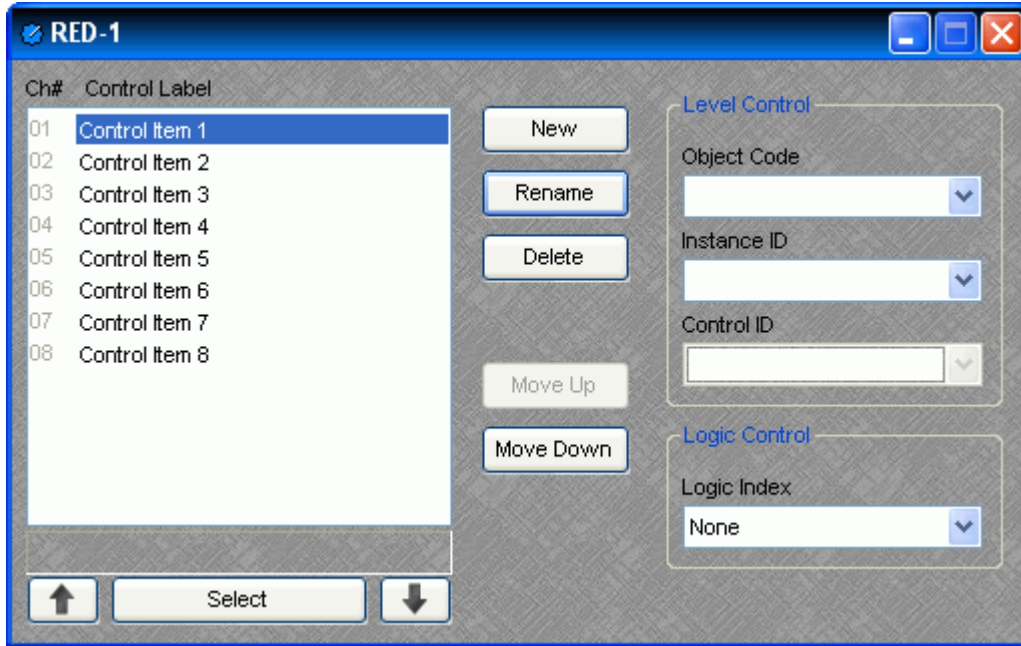 RED-1
Ch# Control Label
01 Control Item 1
02 Control Item 2
03 Control Item 3
04 Control Item 4
05 Control Item 5
06 Control Item 6
07 Control Item 7
08 Control Item 8
Select
New
Rename
Delete
Move Up
Move Down
Level Control
Object Code
Instance ID
Control ID
Logic Control
Logic Index
None